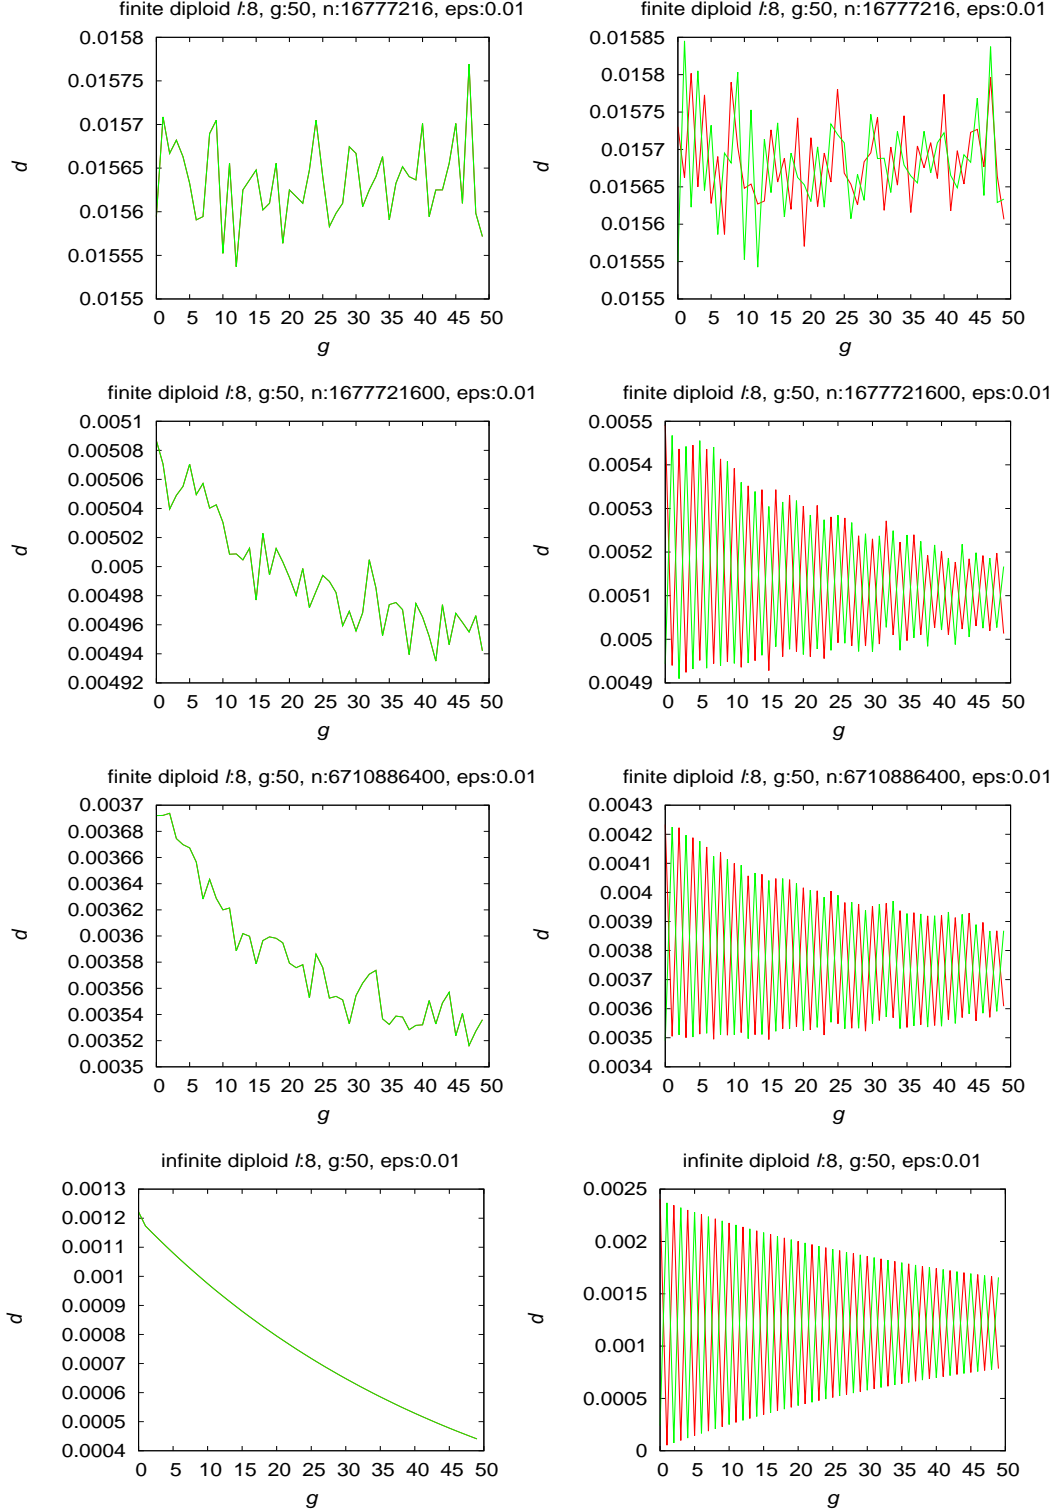 finite diploid l:8, g:50, n:16777216, eps:0.01
0.0158
0.01575
0.0157
0.01565
0.0156
0.01555
0.0155
d
0 5 10 15 20 25 30 35 40 45 50
g
finite diploid l:8, g:50, n:16777216, eps:0.01
0.01585
0.0158
0.01575
0.0157
0.01565
0.0156
0.01555
0.0155
d
0 5 10 15 20 25 30 35 40 45 50
g
finite diploid l:8, g:50, n:1677721600, eps:0.01
0.0051
0.00508
0.00506
0.00504
0.00502
0.005
0.00498
0.00496
0.00494
0.00492
d
0 5 10 15 20 25 30 35 40 45 50
g
finite diploid l:8, g:50, n:1677721600, eps:0.01
0.0055
0.0054
0.0053
0.0052
0.0051
0.005
0.0049
d
0 5 10 15 20 25 30 35 40 45 50
g
finite diploid l:8, g:50, n:6710886400, eps:0.01
0.0037
0.00368
0.00366
0.00364
0.00362
0.0036
0.00358
0.00356
0.00354
0.00352
0.0035
d
0 5 10 15 20 25 30 35 40 45 50
g
finite diploid l:8, g:50, n:6710886400, eps:0.01
0.0043
0.0042
0.0041
0.004
0.0039
0.0038
0.0037
0.0036
0.0035
0.0034
d
0 5 10 15 20 25 30 35 40 45 50
g
infinite diploid l:8, g:50, eps:0.01
0.0013
0.0012
0.0011
0.001
0.0009
0.0008
0.0007
0.0006
0.0005
0.0004
d
0 5 10 15 20 25 30 35 40 45 50
g
infinite diploid l:8, g:50, eps:0.01
0.0025
0.002
0.0015
0.001
0.0005
0
d
0 5 10 15 20 25 30 35 40 45 50
g